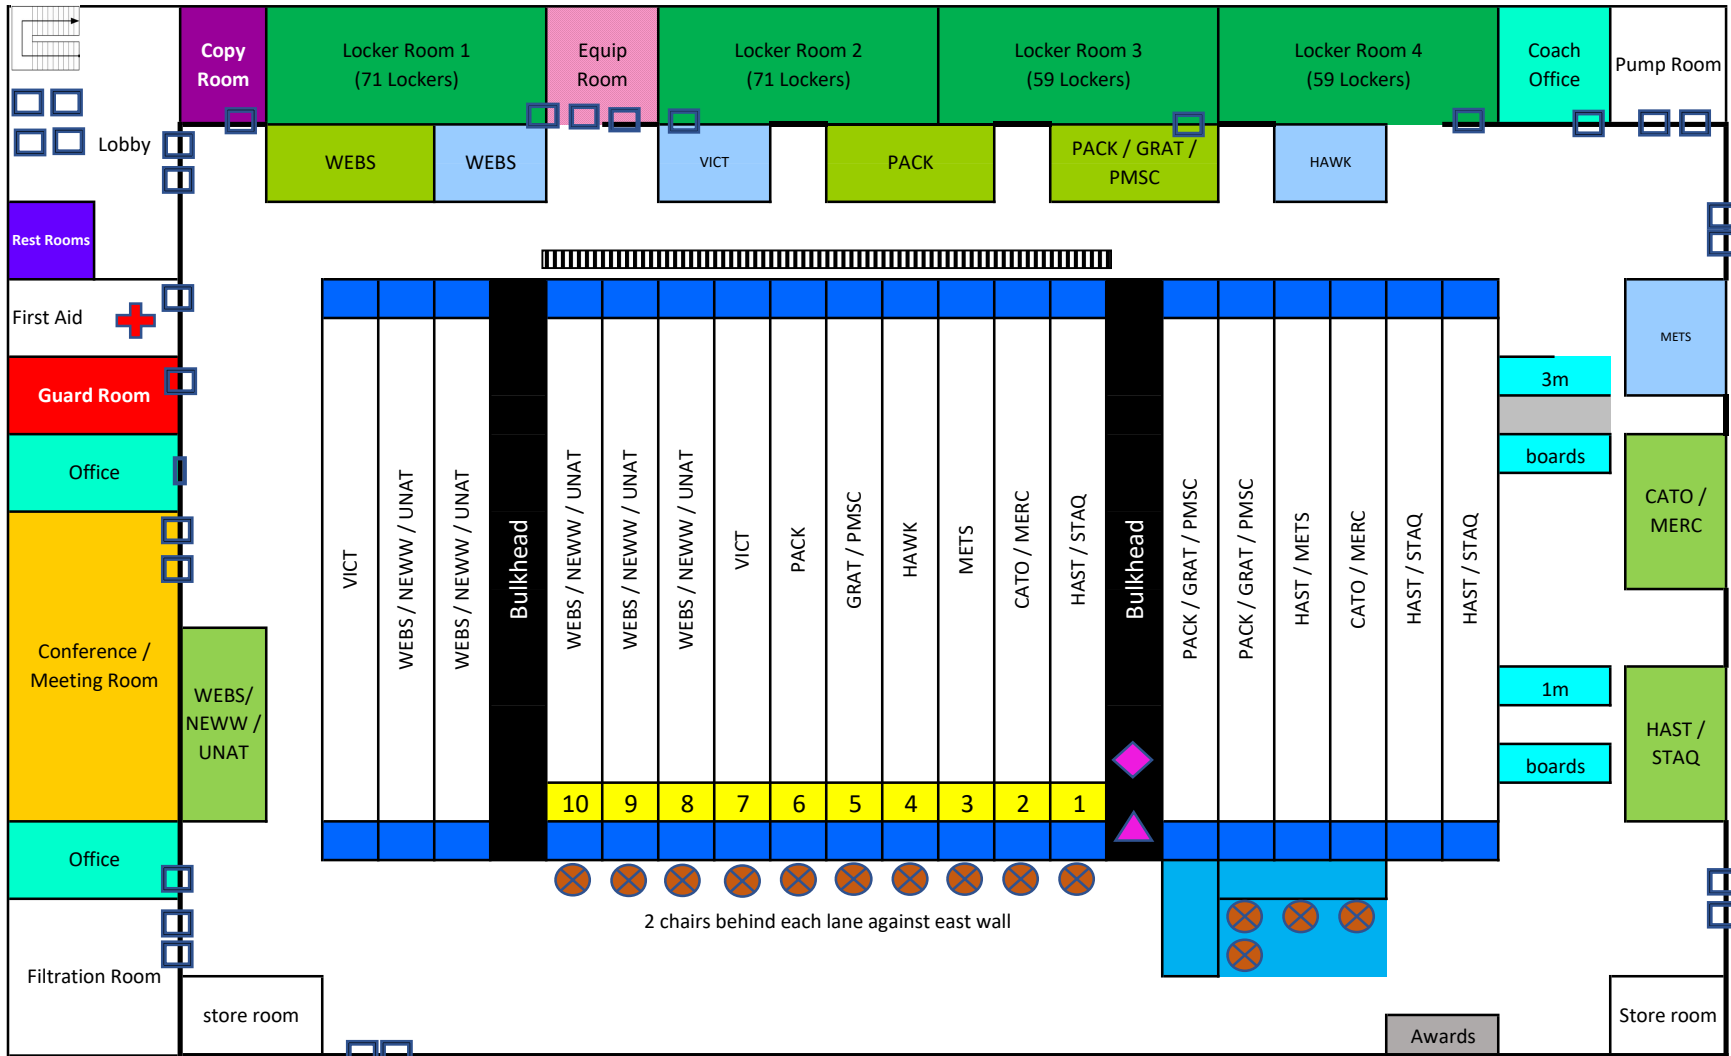 Copy
Room
Locker Room 1
(71 Lockers)
Equip
Room
Locker Room 2
(71 Lockers)
Locker Room 3
(59 Lockers)
Locker Room 4
(59 Lockers)
Coach
Office
Pump Room
Lobby
WEBS
WEBS
VICT
PACK
PACK / GRAT /
PMSC
HAWK
Rest Rooms
First Aid
METS
Guard Room
3m
Office
boards
CATO /
MERC
VICT
WEBS / NEWW / UNAT
WEBS / NEWW / UNAT
Bulkhead
WEBS / NEWW / UNAT
WEBS / NEWW / UNAT
WEBS / NEWW / UNAT
VICT
PACK
GRAT / PMSC
HAWK
METS
CATO / MERC
HAST / STAQ
Bulkhead
PACK / GRAT / PMSC
PACK / GRAT / PMSC
HAST / METS
CATO / MERC
HAST / STAQ
HAST / STAQ
Conference /
Meeting Room
WEBS/
NEWW /
UNAT
1m
boards
HAST /
STAQ
10 9 8 7 6 5 4 3 2 1
Office
2 chairs behind each lane against east wall
Filtration Room
store room
Awards
Store room